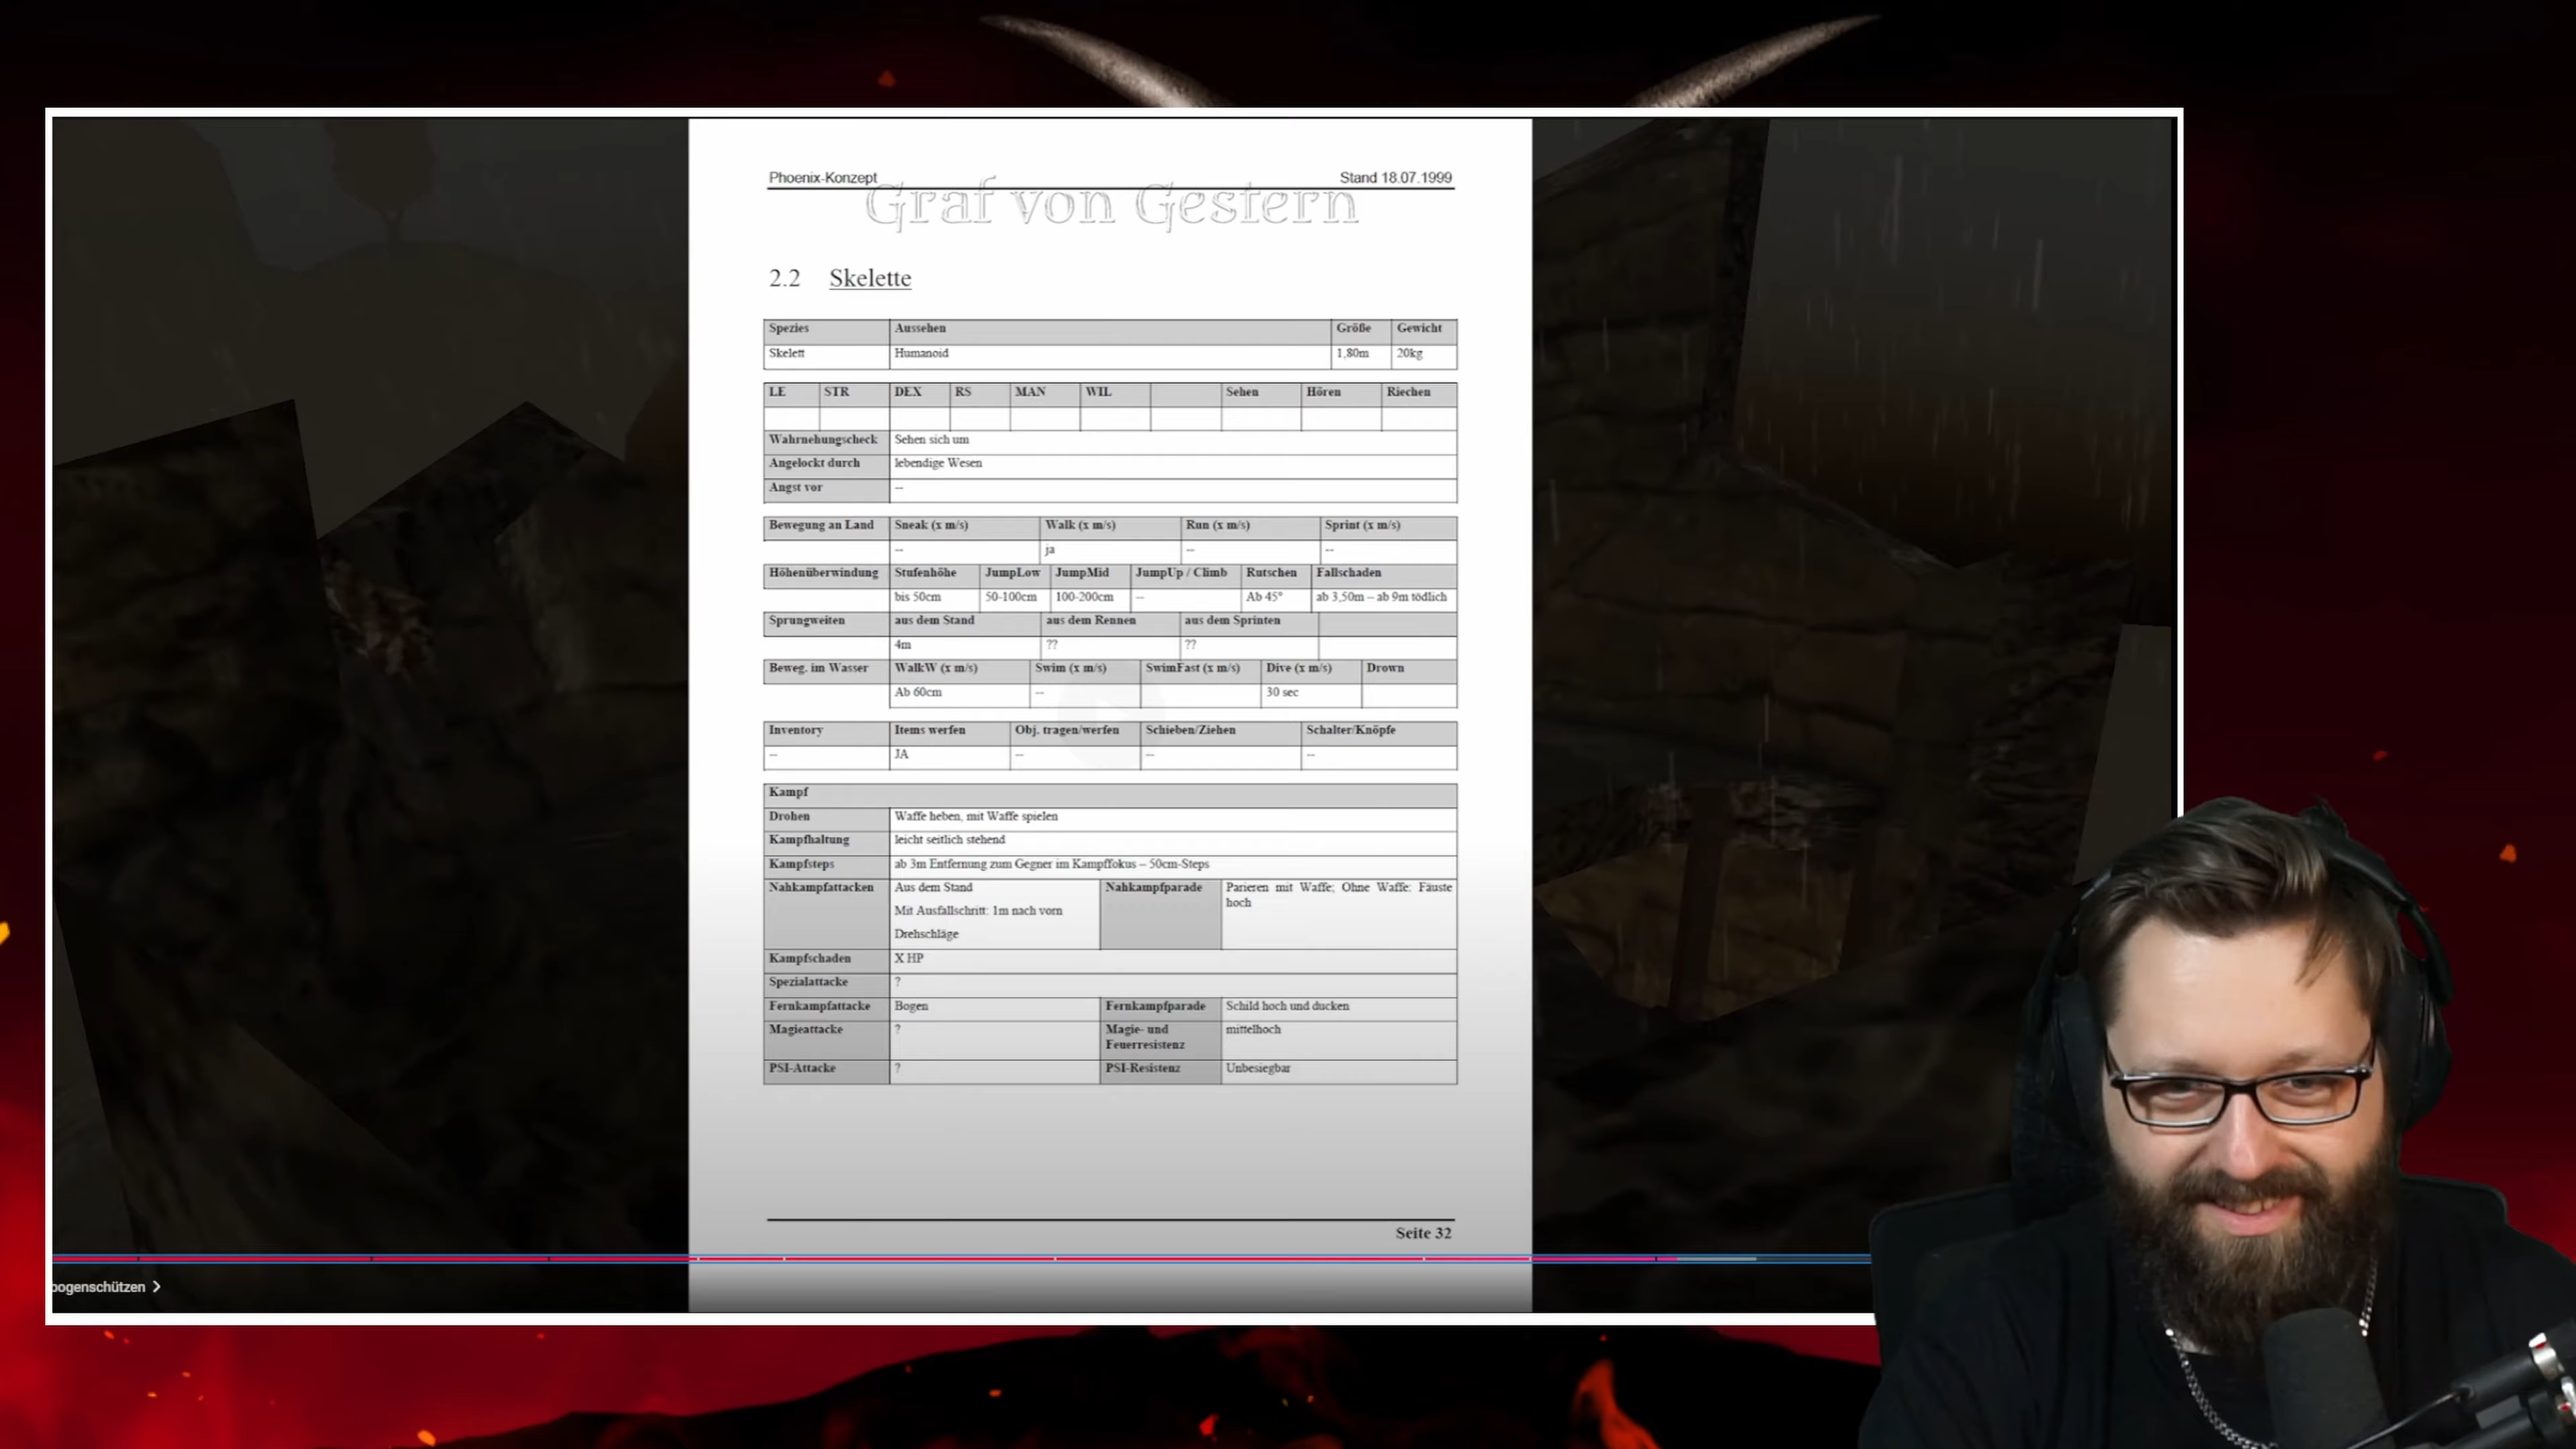 Phoenix-Konzept Stand 18.07.1999
Graf von Gestern
2.2 Skelette
Spezies Aussehen Größe Gewicht
Skelett Humanoid 1,80m 20kg
LE STR DEX RS MAN WIL Sehen Hören Riechen
Wahrnehungscheck Sehen sich um
Angelockt durch lebendige Wesen
Angst vor --
Bewegung an Land Sneak (x m/s) Walk (x m/s) Run (x m/s) Sprint (x m/s)
-- ja -- --
Höhenüberwindung Stufenhöhe JumpLow JumpMid JumpUp / Climb Rutschen Fallschaden
bis 50cm 50-100cm 100-200cm -- Ab 45° ab 3,50m – ab 9m tödlich
Sprungweiten aus dem Stand aus dem Rennen aus dem Sprinten
4m ?? ??
Beweg. im Wasser WalkW (x m/s) Swim (x m/s) SwimFast (x m/s) Dive (x m/s) Drown
Ab 60cm -- 30 sec
Inventory Items werfen Obj. tragen/werfen Schieben/Ziehen Schalter/Knöpfe
-- JA -- -- --
Kampf
Drohen Waffe heben, mit Waffe spielen
Kampfhaltung leicht seitlich stehend
Kampfsteps ab 3m Entfernung zum Gegner im Kampffokus – 50cm-Steps
Nahkampfattacken Aus dem Stand Nahkampfparade Parieren mit Waffe; Ohne Waffe: Fäuste
hoch
Mit Ausfallschritt: 1m nach vorn
Drehschläge
Kampfschaden X HP
Spezialattacke ?
Fernkampfattacke Bogen Fernkampfparade Schild hoch und ducken
Magieattacke ? Magie- und mittelhoch
Feuerresistenz
PSI-Attacke ? PSI-Resistenz Unbesiegbar
Seite 32
bogenschützen